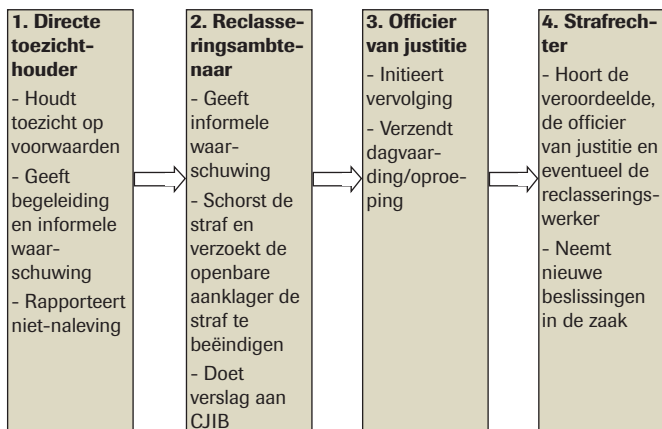 1. Directe
toezicht-
houder
- Houdt
toezicht op
voorwaarden
- Geeft
begeleiding
en informele
waar-
schuwing
- Rapporteert
niet-naleving
2. Reclasse-
ringsambte-
naar
- Geeft
informele
waar-
schuwing
- Schorst de
straf en
verzoekt de
openbare
aanklager de
straf te
beëindigen
- Doet
verslag aan
CJIB
3. Officier
van justitie
- Initieert
vervolging
- Verzendt
dagvaar-
ding/oproe-
ping
4. Strafrech-
ter
- Hoort de
veroordeelde,
de officier
van justitie en
eventueel de
reclasserings-
werker
- Neemt
nieuwe
beslissingen
in de zaak